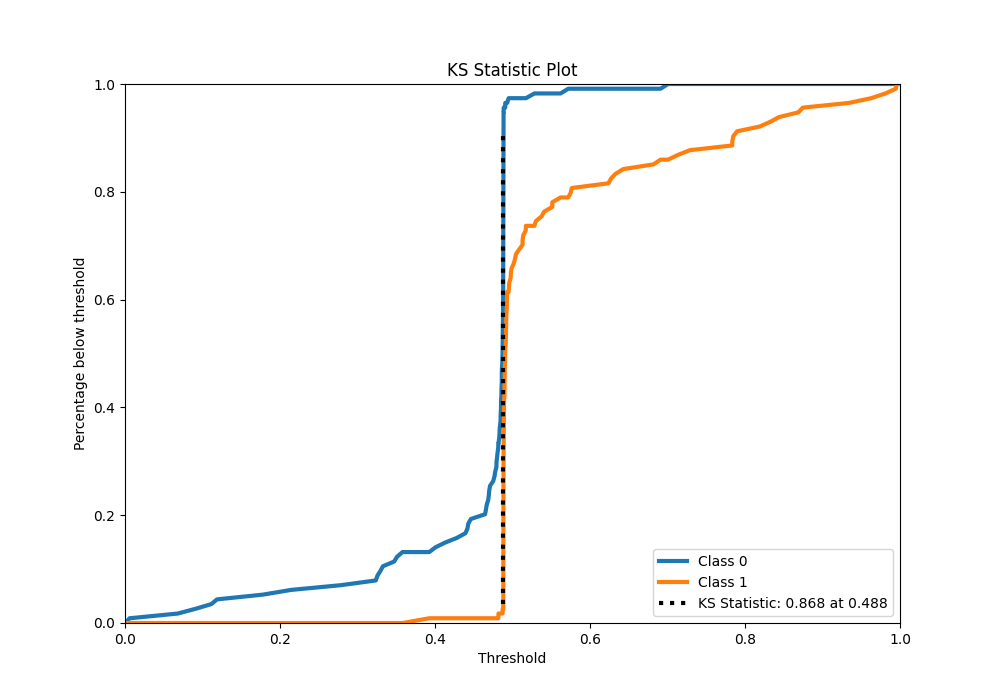 KS Statistic Plot
1.0
0.8
0.6
0.4
0.2
0.0
Percentage below threshold
0.0 0.2 0.4 0.6 0.8 1.0
Threshold
Class 0
Class 1
KS Statistic: 0.868 at 0.488